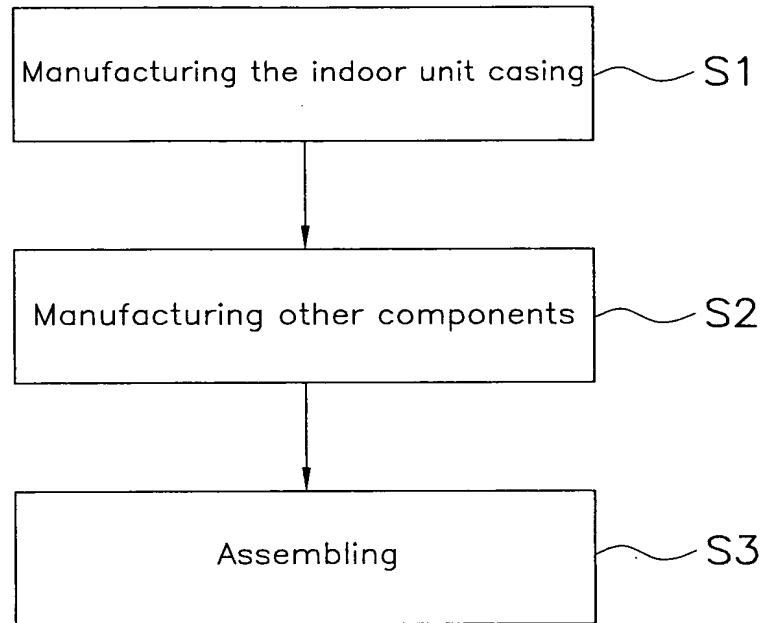 Manufacturing the indoor unit casing S1
Manufacturing other components S2
Assembling S3